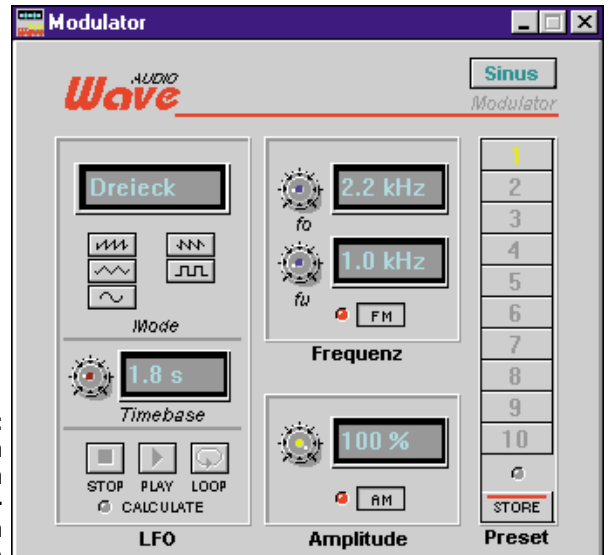 Modulator
Wave AUDIO
Sinus
Modulator
Dreieck
Mode
1.8 s
Timebase
STOP PLAY LOOP
CALCULATE
LFO
2.2 kHz
fo
1.0 kHz
fu
FM
Frequenz
100 %
AM
Amplitude
1
2
3
4
5
6
7
8
9
10
STORE
Preset